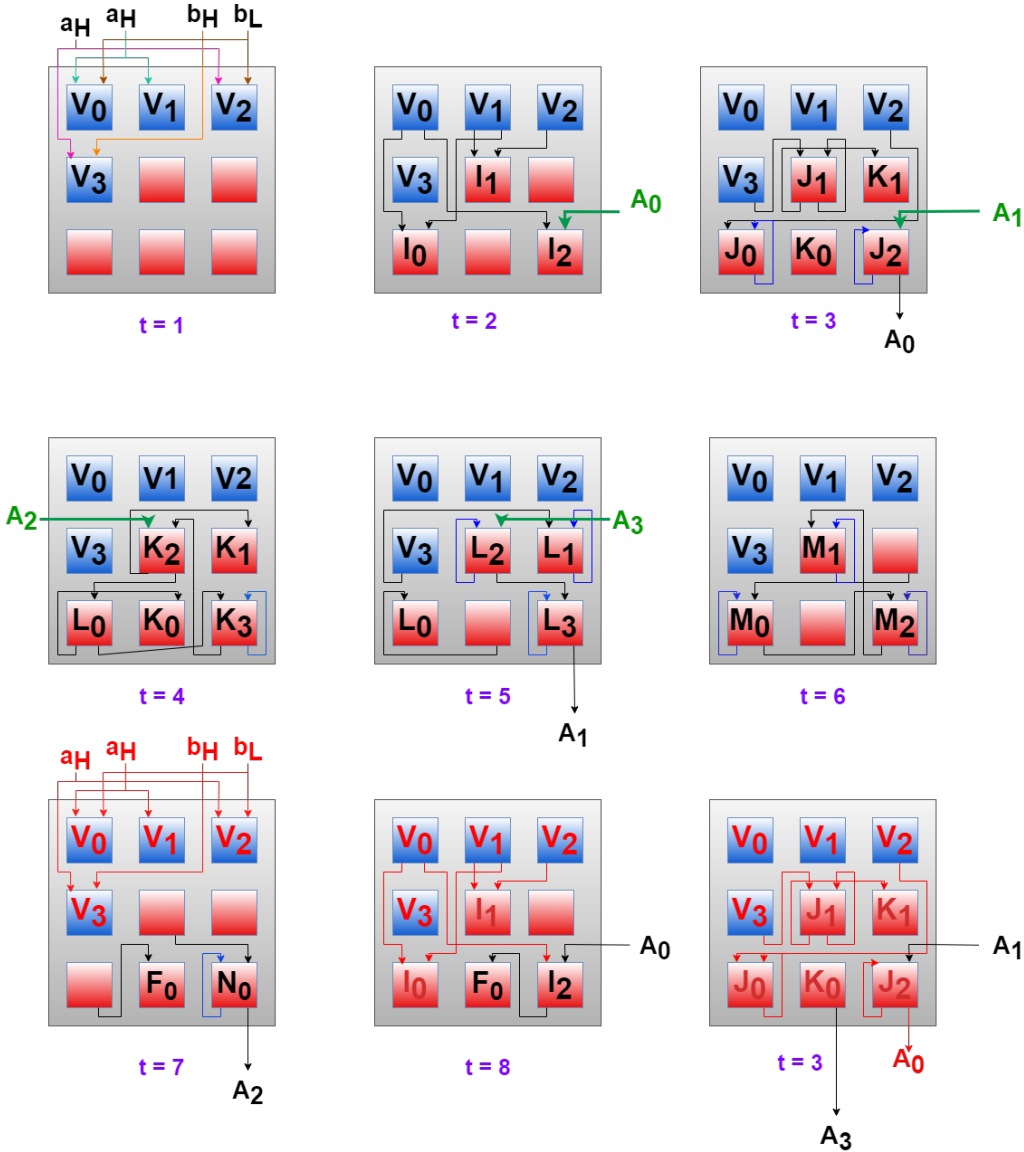 aH aH bH bL
V0 V1 V2
V3
t = 1
V0 V1 V2
V3 I1
A0
I0 I2
t = 2
V0 V1 V2
V3 J1 K1
A1
J0 K0 J2
t = 3
A0
V0 V1 V2
A2
V3 K2 K1
L0 K0 K3
t = 4
V0 V1 V2
A3
V3 L2 L1
L0 L3
t = 5
A1
V0 V1 V2
V3 M1
M0 M2
t = 6
aH aH bH bL
V0 V1 V2
V3
F0 N0
t = 7
A2
V0 V1 V2
V3 I1
A0
I0 F0 I2
t = 8
V0 V1 V2
V3 J1 K1
A1
J0 K0 J2
t = 3
A0
A3